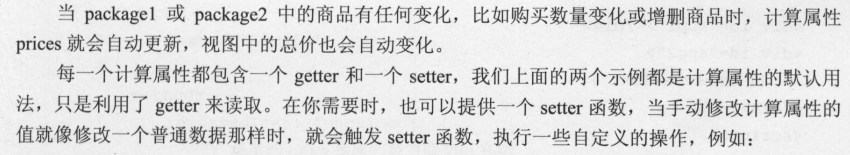 当 package1 或 package2 中的商品有任何变化，比如购买数量变化或增删商品时，计算属性
prices 就会自动更新，视图中的总价也会自动变化。
每一个计算属性都包含一个 getter 和一个 setter，我们上面的两个示例都是计算属性的默认用
法，只是利用了 getter 来读取。在你需要时，也可以提供一个 setter 函数，当手动修改计算属性的
值就像修改一个普通数据那样时，就会触发 setter 函数，执行一些自定义的操作，例如：